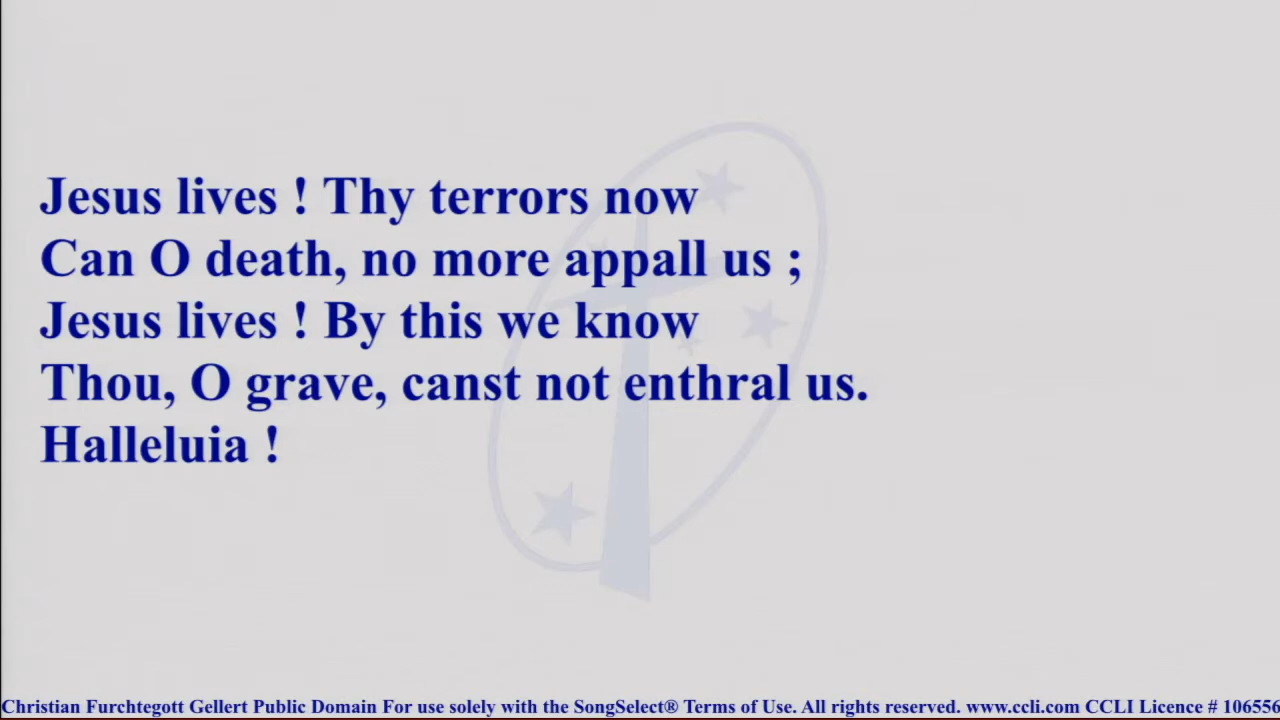 Jesus lives ! Thy terrors now
Can O death, no more appall us ;
Jesus lives ! By this we know
Thou, O grave, canst not enthral us.
Halleluia !
Christian Furchtegott Gellert Public Domain For use solely with the SongSelect® Terms of Use. All rights reserved. www.ccli.com CCLI Licence # 106556